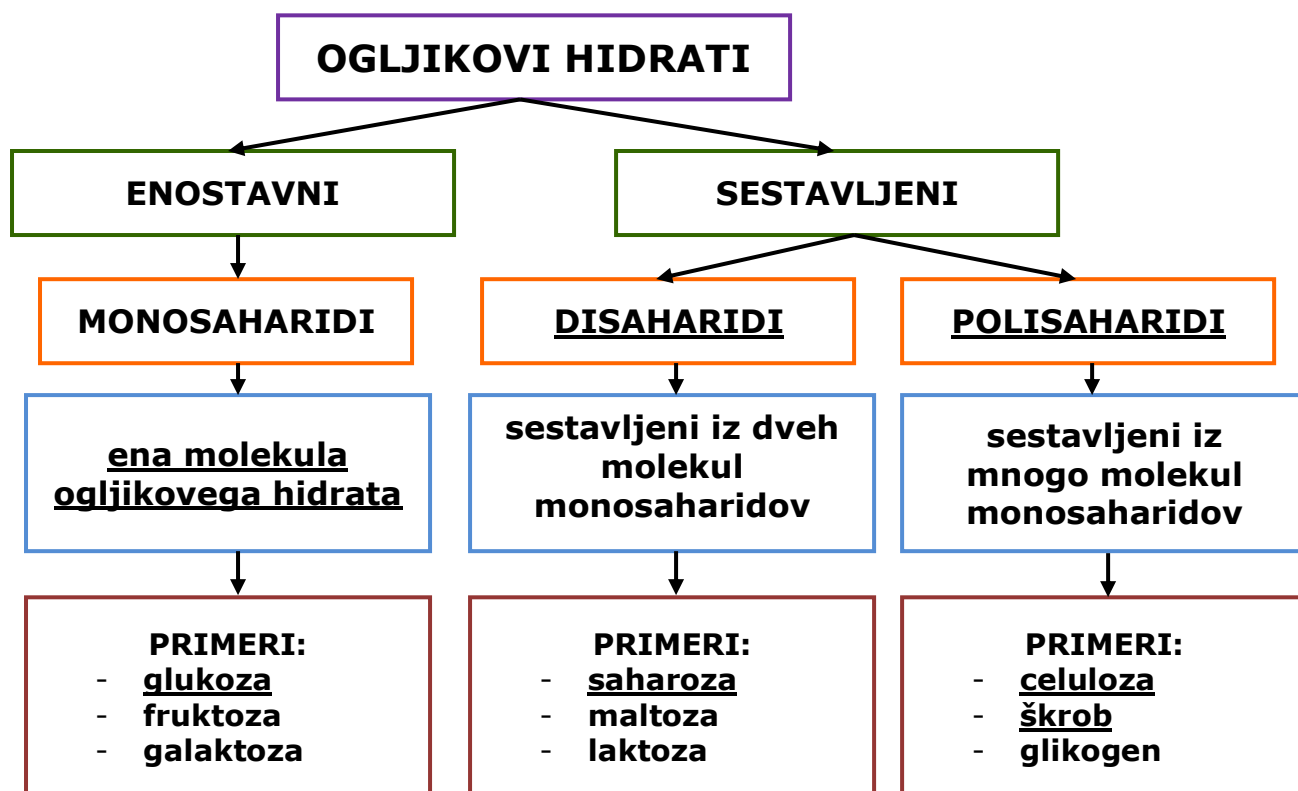 OGLJIKOVI HIDRATI
ENOSTAVNI
SESTAVLJENI
MONOSAHARIDI
DISAHARIDI
POLISAHARIDI
ena molekula
ogljikovega hidrata
sestavljeni iz dveh
molekul
monosaharidov
sestavljeni iz
mnogo molekul
monosaharidov
PRIMERI:
- glukoza
- fruktoza
- galaktoza
PRIMERI:
- saharoza
- maltoza
- laktoza
PRIMERI:
- celuloza
- škrob
- glikogen